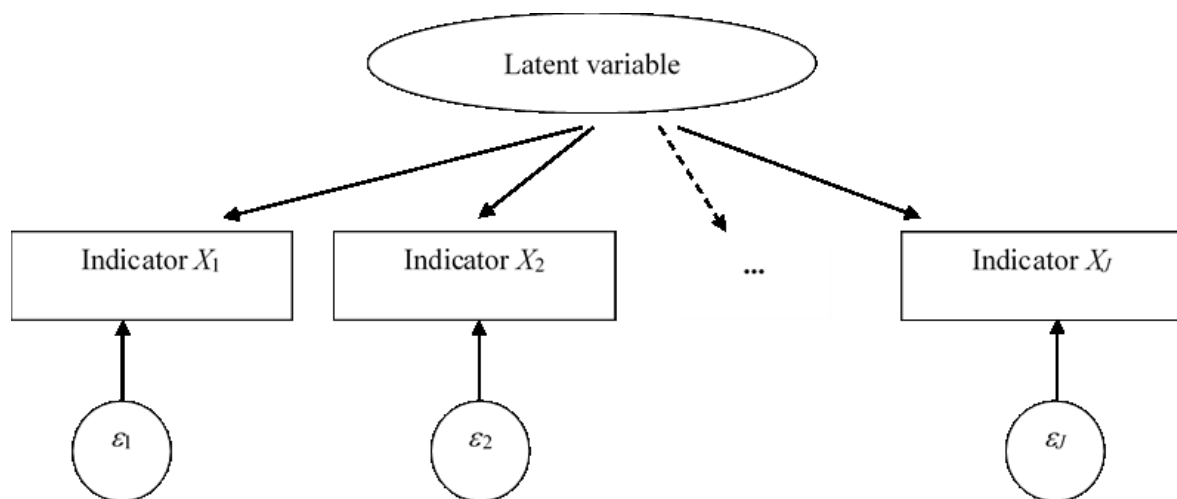 Latent variable
Indicator X1
Indicator X2
...
Indicator XJ
ε1
ε2
εJ